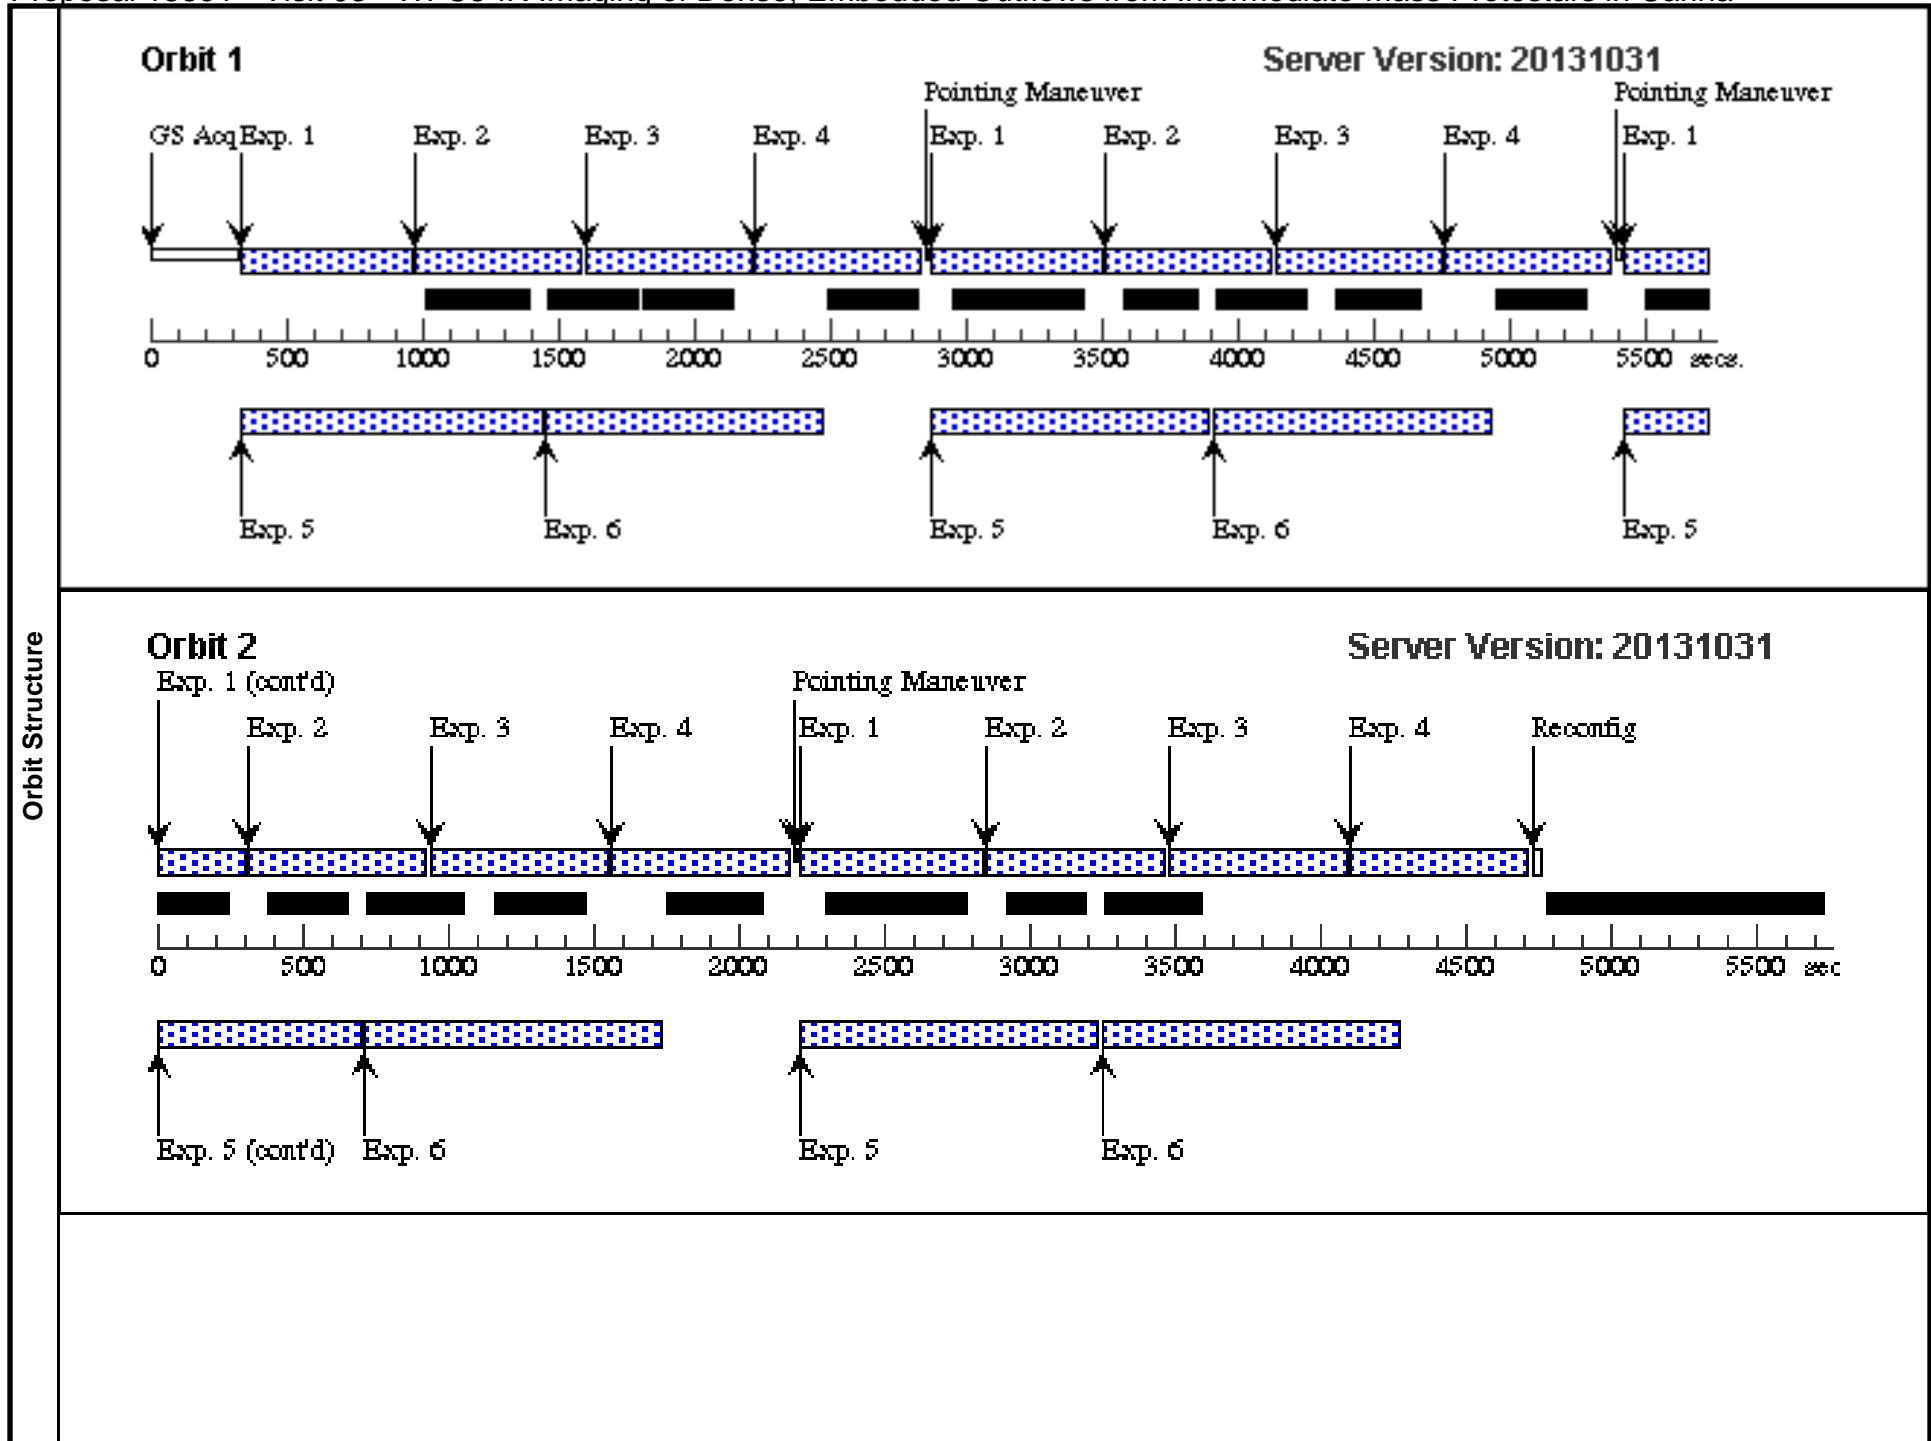 Orbit Structure
Orbit 1
Server Version: 20131031
Pointing Maneuver
Pointing Maneuver
GS Acq Exp. 1 Exp. 2 Exp. 3 Exp. 4 Exp. 1 Exp. 2 Exp. 3 Exp. 4 Exp. 1
0 500 1000 1500 2000 2500 3000 3500 4000 4500 5000 5500 secs.
Exp. 5 Exp. 6 Exp. 5 Exp. 6 Exp. 5
Orbit 2
Server Version: 20131031
Exp. 1 (cont'd) Pointing Maneuver
Exp. 2 Exp. 3 Exp. 4 Exp. 1 Exp. 2 Exp. 3 Exp. 4 Reconfig
0 500 1000 1500 2000 2500 3000 3500 4000 4500 5000 5500 sec
Exp. 5 (cont'd) Exp. 6 Exp. 5 Exp. 6